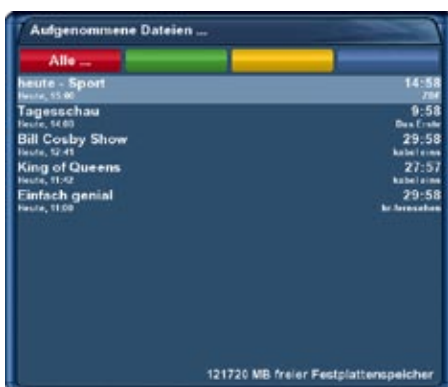 Aufgenommene Dateien ...
Alle ...
heute - Sport 14:58
Heute, 15:00 ZDF
Tagesschau 9:58
Heute, 14:00 Das Erste
Bill Cosby Show 29:58
Heute, 12:41 kabel eins
King of Queens 27:57
Heute, 11:42 kabel eins
Einfach genial 29:58
Heute, 11:00 hr-fernsehen
121720 MB freier Festplattenspeicher